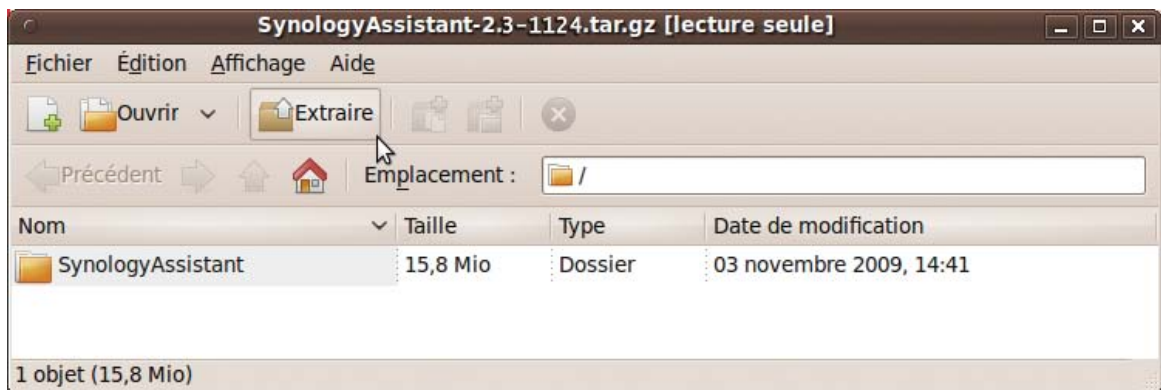 SynologyAssistant-2.3-1124.tar.gz [lecture seule]
Fichier Édition Affichage Aide
Ouvrir Extraire
Précédent Emplacement : /
Nom Taille Type Date de modification
SynologyAssistant 15,8 Mio Dossier 03 novembre 2009, 14:41
1 objet (15,8 Mio)